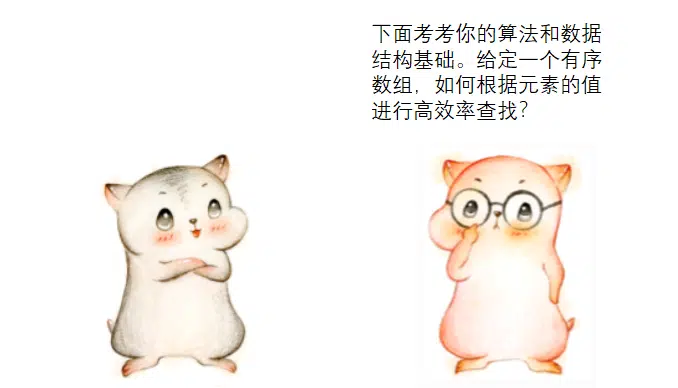 下面考考你的算法和数据
结构基础。给定一个有序
数组，如何根据元素的值
进行高效率查找？